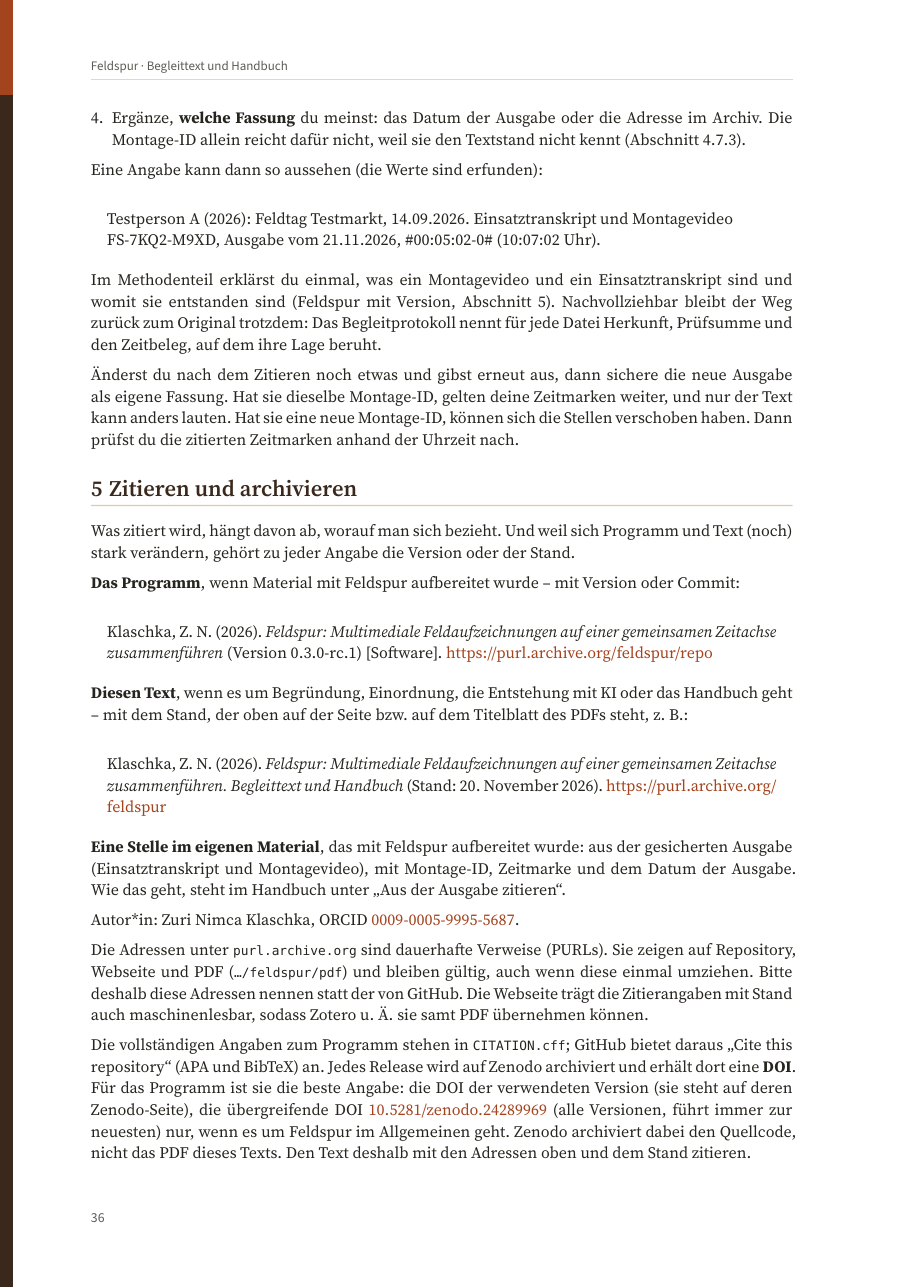 Feldspur · Begleittext und Handbuch
4. Ergänze, welche Fassung du meinst: das Datum der Ausgabe oder die Adresse im Archiv. Die
Montage-ID allein reicht dafür nicht, weil sie den Textstand nicht kennt (Abschnitt 4.7.3).
Eine Angabe kann dann so aussehen (die Werte sind erfunden):
Testperson A (2026): Feldtag Testmarkt, 14.09.2026. Einsatztranskript und Montagevideo
FS-7KQ2-M9XD, Ausgabe vom 21.11.2026, #00:05:02-0# (10:07:02 Uhr).
Im Methodenteil erklärst du einmal, was ein Montagevideo und ein Einsatztranskript sind und
womit sie entstanden sind (Feldspur mit Version, Abschnitt 5). Nachvollziehbar bleibt der Weg
zurück zum Original trotzdem: Das Begleitprotokoll nennt für jede Datei Herkunft, Prüfsumme und
den Zeitbeleg, auf dem ihre Lage beruht.
Änderst du nach dem Zitieren noch etwas und gibst erneut aus, dann sichere die neue Ausgabe
als eigene Fassung. Hat sie dieselbe Montage-ID, gelten deine Zeitmarken weiter, und nur der Text
kann anders lauten. Hat sie eine neue Montage-ID, können sich die Stellen verschoben haben. Dann
prüfst du die zitierten Zeitmarken anhand der Uhrzeit nach.
5 Zitieren und archivieren
Was zitiert wird, hängt davon ab, worauf man sich bezieht. Und weil sich Programm und Text (noch)
stark verändern, gehört zu jeder Angabe die Version oder der Stand.
Das Programm, wenn Material mit Feldspur aufbereitet wurde – mit Version oder Commit:
Klaschka, Z. N. (2026). Feldspur: Multimediale Feldaufzeichnungen auf einer gemeinsamen Zeitachse
zusammenführen (Version 0.3.0-rc.1) [Software]. https://purl.archive.org/feldspur/repo
Diesen Text, wenn es um Begründung, Einordnung, die Entstehung mit KI oder das Handbuch geht
– mit dem Stand, der oben auf der Seite bzw. auf dem Titelblatt des PDFs steht, z. B.:
Klaschka, Z. N. (2026). Feldspur: Multimediale Feldaufzeichnungen auf einer gemeinsamen Zeitachse
zusammenführen. Begleittext und Handbuch (Stand: 20. November 2026). https://purl.archive.org/
feldspur
Eine Stelle im eigenen Material, das mit Feldspur aufbereitet wurde: aus der gesicherten Ausgabe
(Einsatztranskript und Montagevideo), mit Montage-ID, Zeitmarke und dem Datum der Ausgabe.
Wie das geht, steht im Handbuch unter „Aus der Ausgabe zitieren“.
Autor*in: Zuri Nimca Klaschka, ORCID 0009-0005-9995-5687.
Die Adressen unter purl.archive.org sind dauerhafte Verweise (PURLs). Sie zeigen auf Repository,
Webseite und PDF (…/feldspur/pdf) und bleiben gültig, auch wenn diese einmal umziehen. Bitte
deshalb diese Adressen nennen statt der von GitHub. Die Webseite trägt die Zitierangaben mit Stand
auch maschinenlesbar, sodass Zotero u. Ä. sie samt PDF übernehmen können.
Die vollständigen Angaben zum Programm stehen in CITATION.cff; GitHub bietet daraus „Cite this
repository“ (APA und BibTeX) an. Jedes Release wird auf Zenodo archiviert und erhält dort eine DOI.
Für das Programm ist sie die beste Angabe: die DOI der verwendeten Version (sie steht auf deren
Zenodo-Seite), die übergreifende DOI 10.5281/zenodo.24289969 (alle Versionen, führt immer zur
neuesten) nur, wenn es um Feldspur im Allgemeinen geht. Zenodo archiviert dabei den Quellcode,
nicht das PDF dieses Texts. Den Text deshalb mit den Adressen oben und dem Stand zitieren.
36